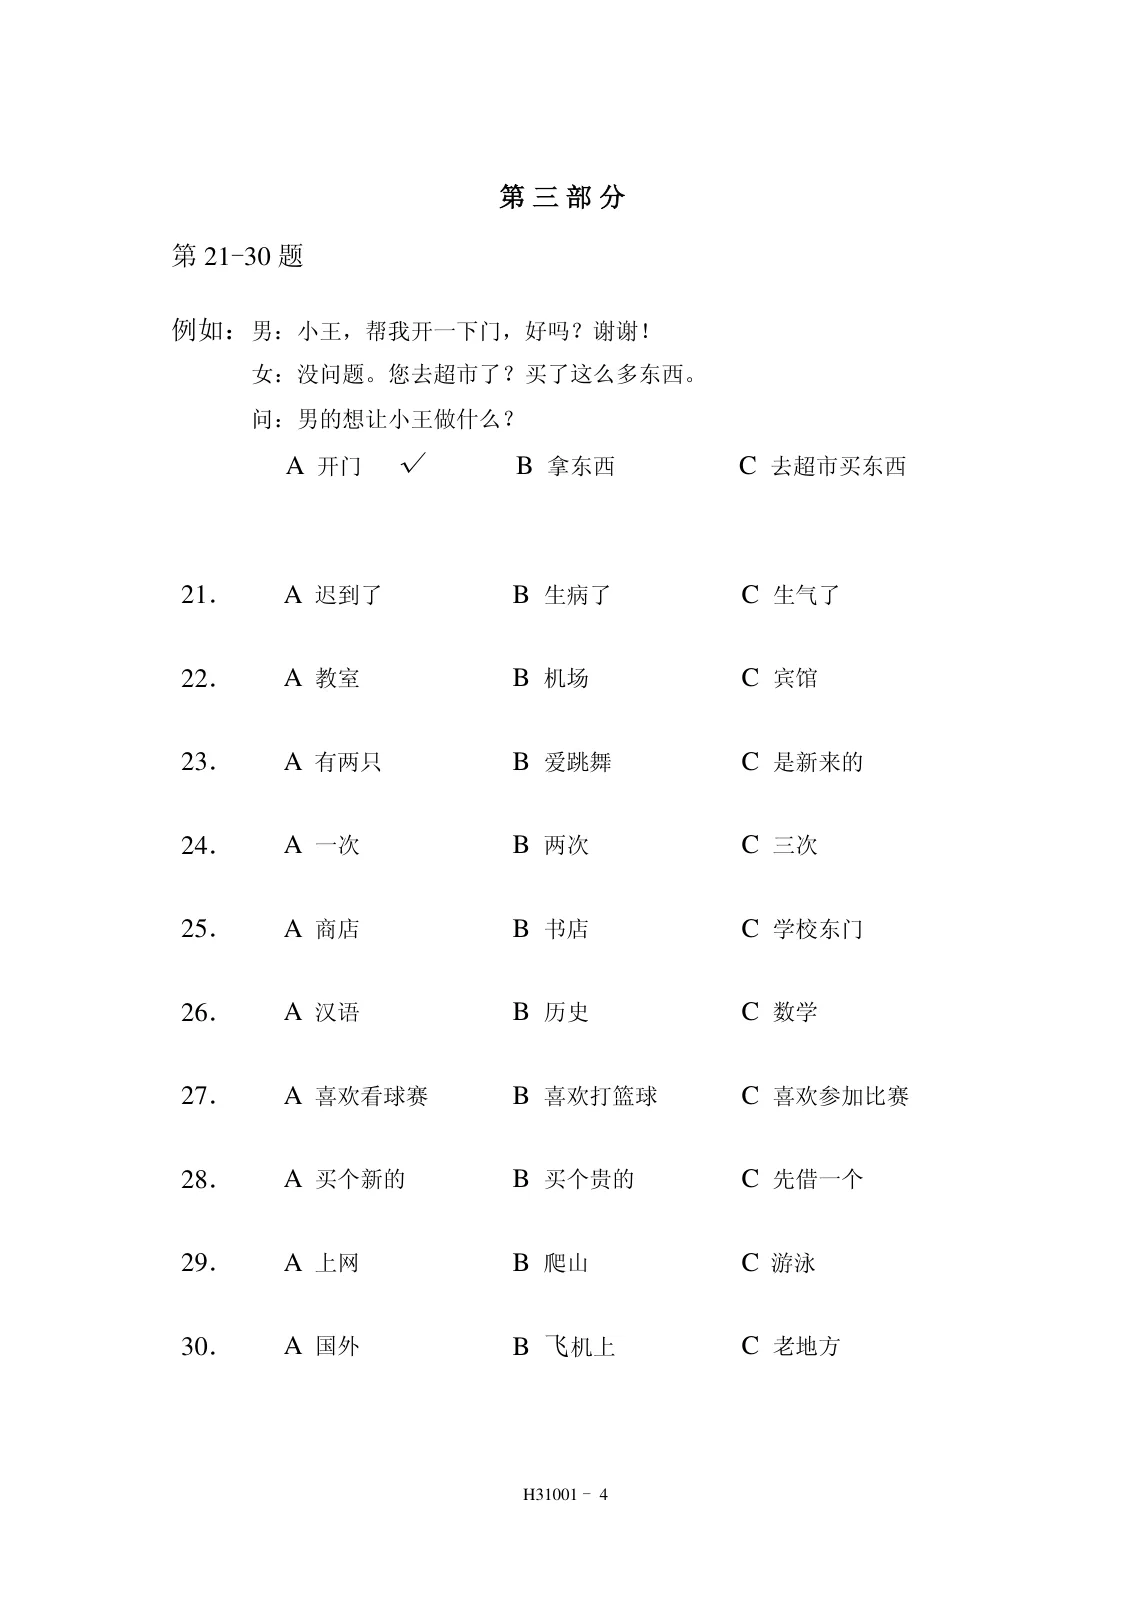 第三部分
第 21-30 题
例如：男：小王，帮我开一下门，好吗？谢谢！
女：没问题。您去超市了？买了这么多东西。
问：男的想让小王做什么？
A 开门 √ B 拿东西 C 去超市买东西
21． A 迟到了 B 生病了 C 生气了
22． A 教室 B 机场 C 宾馆
23． A 有两只 B 爱跳舞 C 是新来的
24． A 一次 B 两次 C 三次
25． A 商店 B 书店 C 学校东门
26． A 汉语 B 历史 C 数学
27． A 喜欢看球赛 B 喜欢打篮球 C 喜欢参加比赛
28． A 买个新的 B 买个贵的 C 先借一个
29． A 上网 B 爬山 C 游泳
30． A 国外 B 飞机上 C 老地方
H31001 - 4